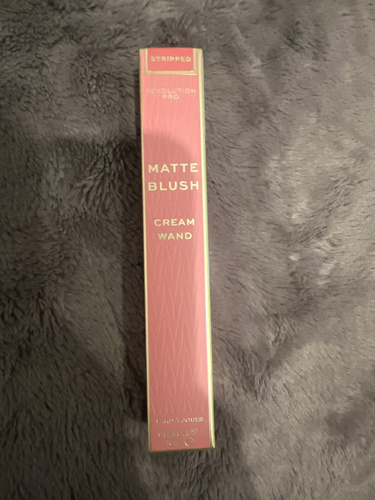 STRIPPED
REVOLUTION
PRO
MATTE
BLUSH
CREAM
WAND